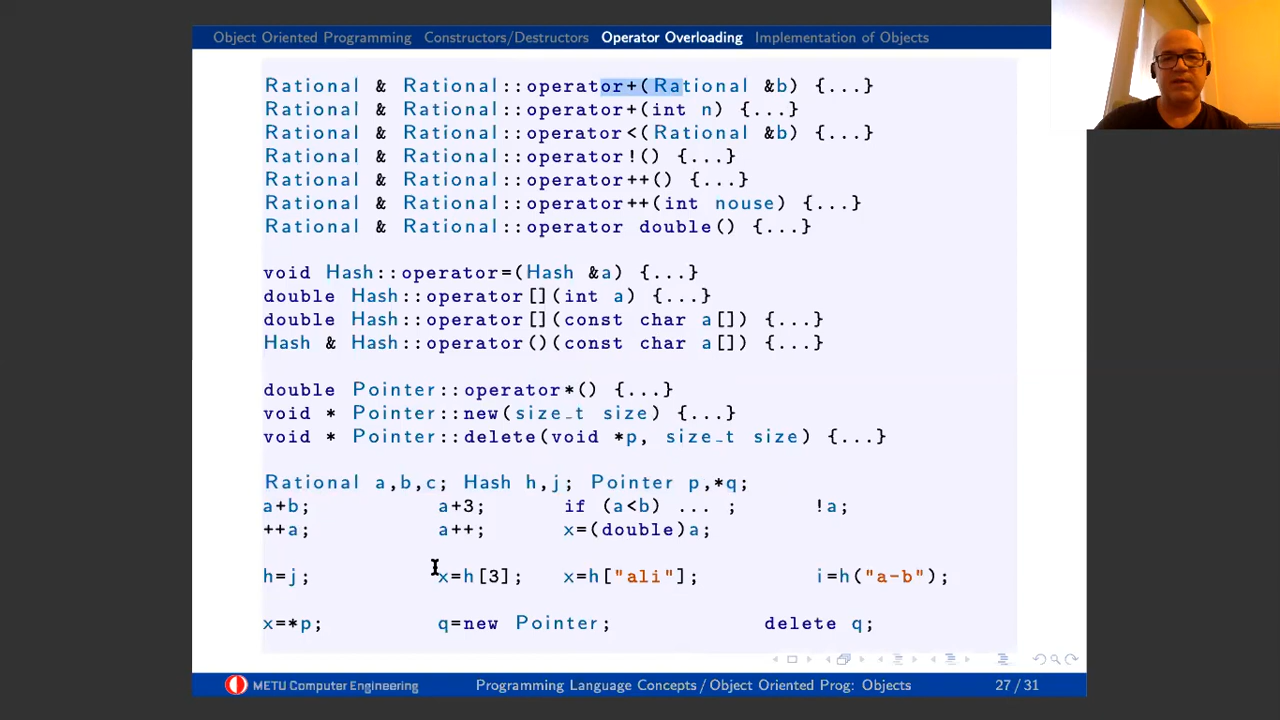 Object Oriented Programming Constructors/Destructors Operator Overloading Implementation of Objects
Rational & Rational::operator+(Rational &b) {...}
Rational & Rational::operator+(int n) {...}
Rational & Rational::operator<(Rational &b) {...}
Rational & Rational::operator!() {...}
Rational & Rational::operator++() {...}
Rational & Rational::operator++(int nouse) {...}
Rational & Rational::operator double() {...}
void Hash::operator=(Hash &a) {...}
double Hash::operator[](int a) {...}
double Hash::operator[](const char a[]) {...}
Hash & Hash::operator()(const char a[]) {...}
double Pointer::operator*() {...}
void * Pointer::new(size_t size) {...}
void * Pointer::delete(void *p, size_t size) {...}
Rational a,b,c; Hash h,j; Pointer p,*q;
a+b; a+3; if (a<b) ... ; !a;
++a; a++; x=(double)a;
h=j; x=h[3]; x=h["ali"]; i=h("a-b");
x=*p; q=new Pointer; delete q;
METU Computer Engineering Programming Language Concepts / Object Oriented Prog: Objects 27 / 31